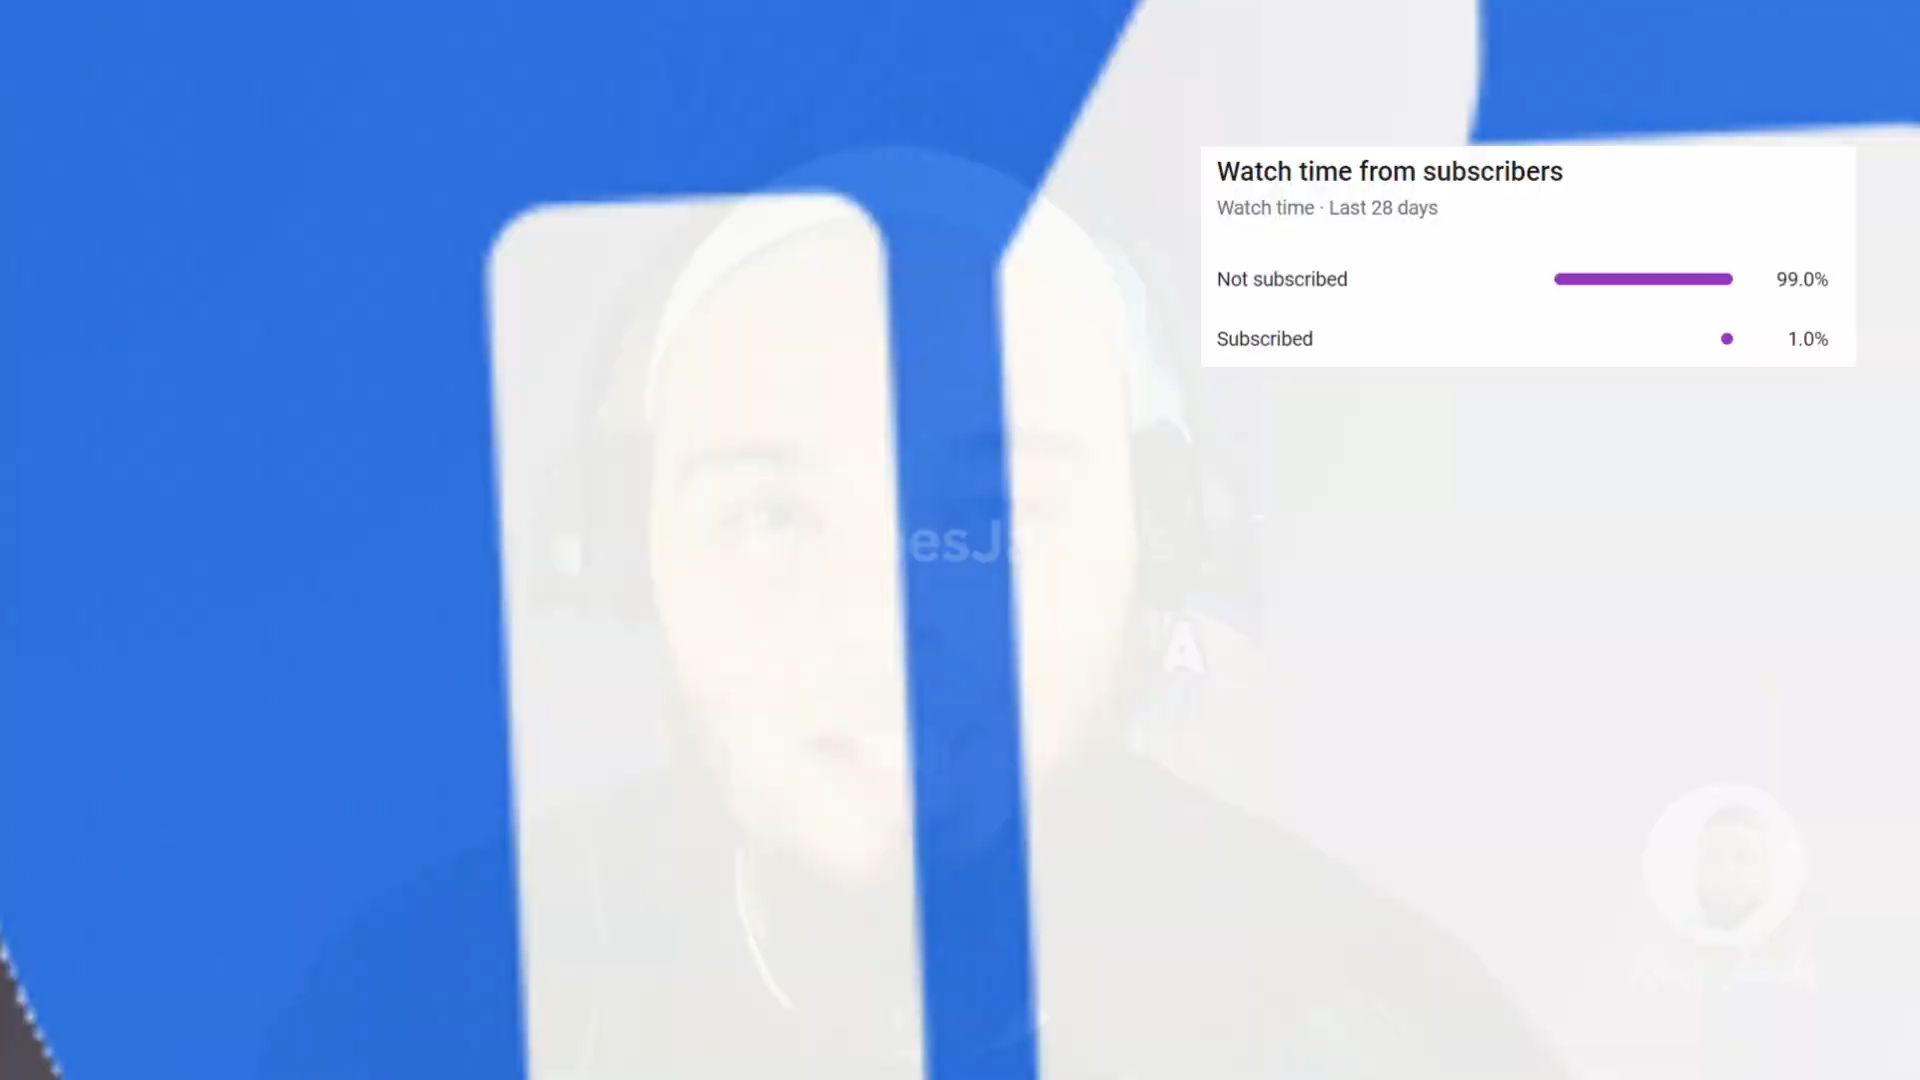 Watch time from subscribers
Watch time · Last 28 days
Not subscribed 99.0%
Subscribed 1.0%
A